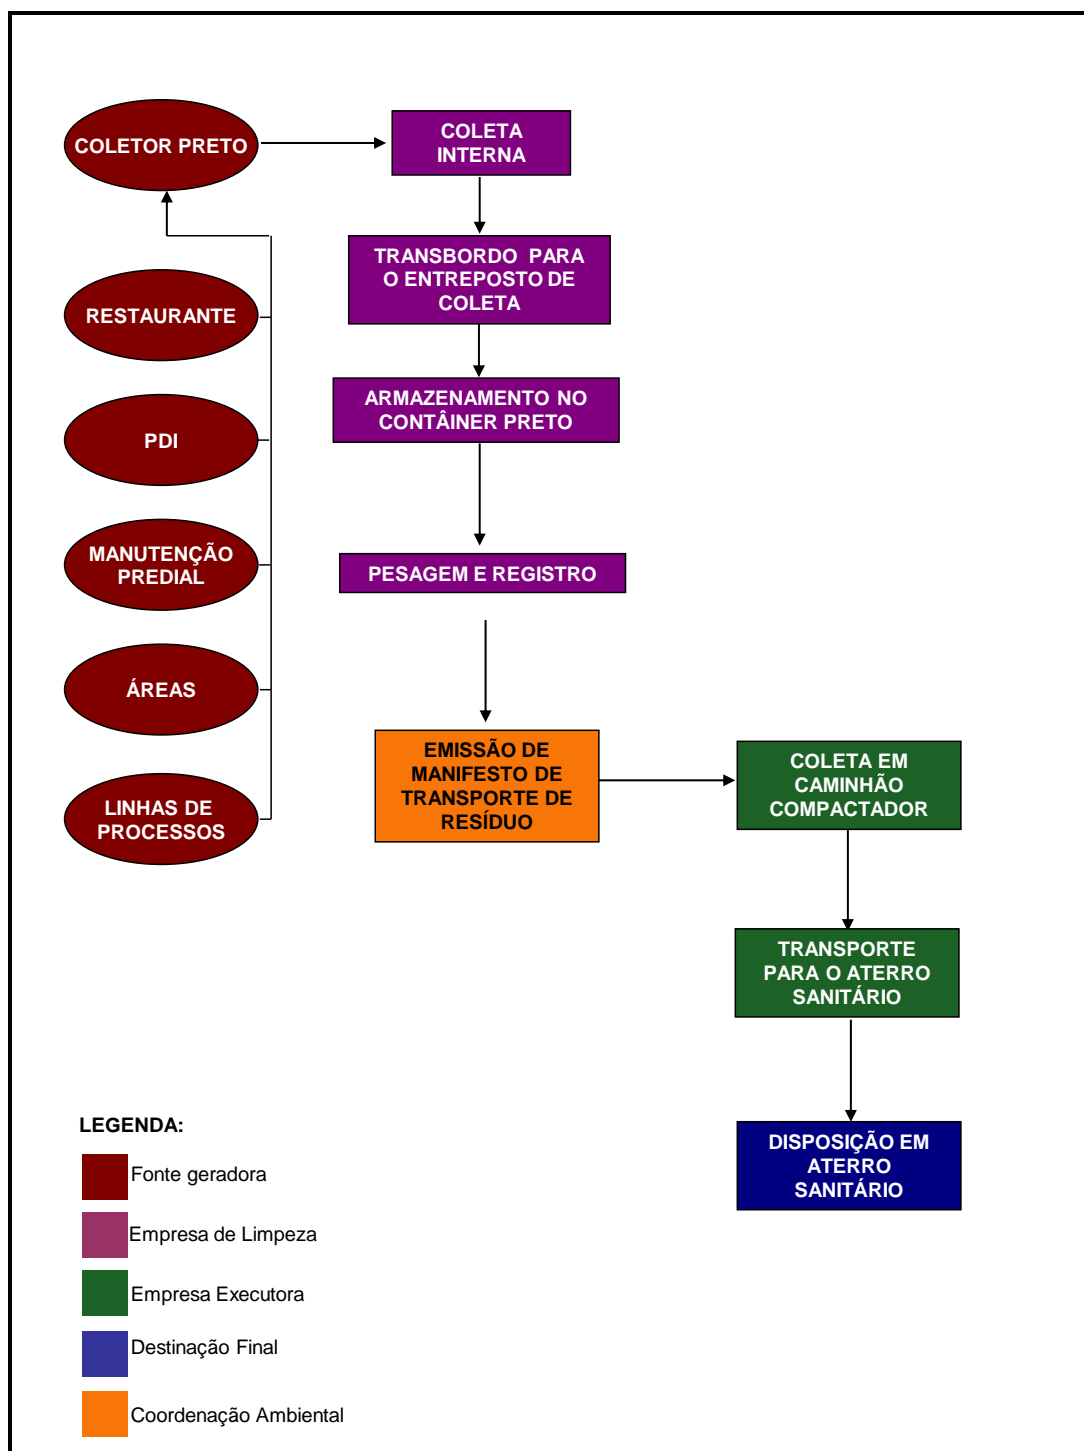 COLETOR PRETO
COLETA
INTERNA
TRANSBORDO PARA
O ENTREPOSTO DE
COLETA
RESTAURANTE
ARMAZENAMENTO NO
CONTÂINER PRETO
PDI
MANUTENÇÃO
PREDIAL
PESAGEM E REGISTRO
ÁREAS
EMISSÃO DE
MANIFESTO DE
TRANSPORTE DE
RESÍDUO
COLETA EM
CAMINHÃO
COMPACTADOR
LINHAS DE
PROCESSOS
TRANSPORTE
PARA O ATERRO
SANITÁRIO
DISPOSIÇÃO EM
ATERRO
SANITÁRIO
LEGENDA:
Fonte geradora
Empresa de Limpeza
Empresa Executora
Destinação Final
Coordenação Ambiental